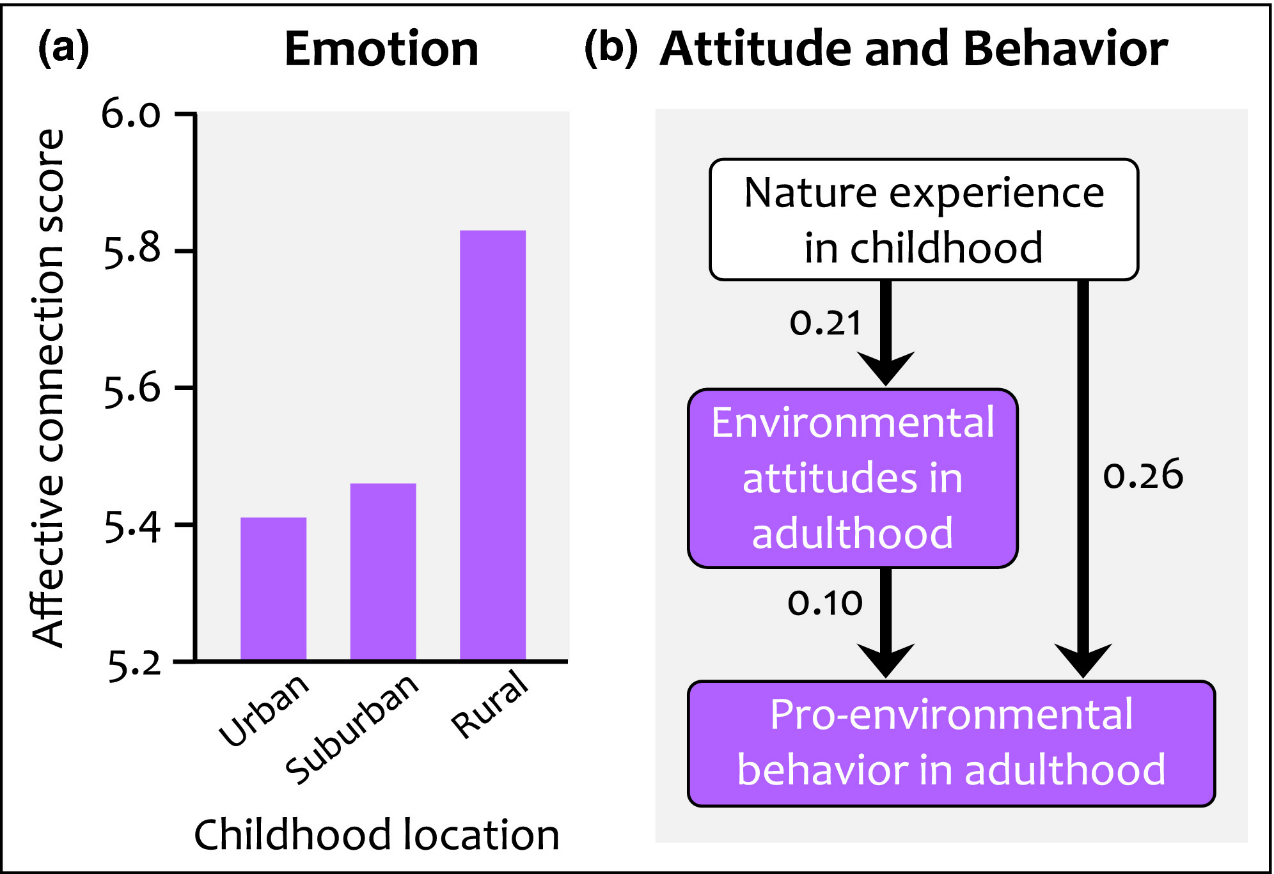 (a) Emotion
Affective connection score
6.0
5.8
5.6
5.4
5.2
Urban
Suburban
Rural
Childhood location
(b) Attitude and Behavior
Nature experience
in childhood
0.21
0.26
Environmental
attitudes in
adulthood
0.10
Pro-environmental
behavior in adulthood